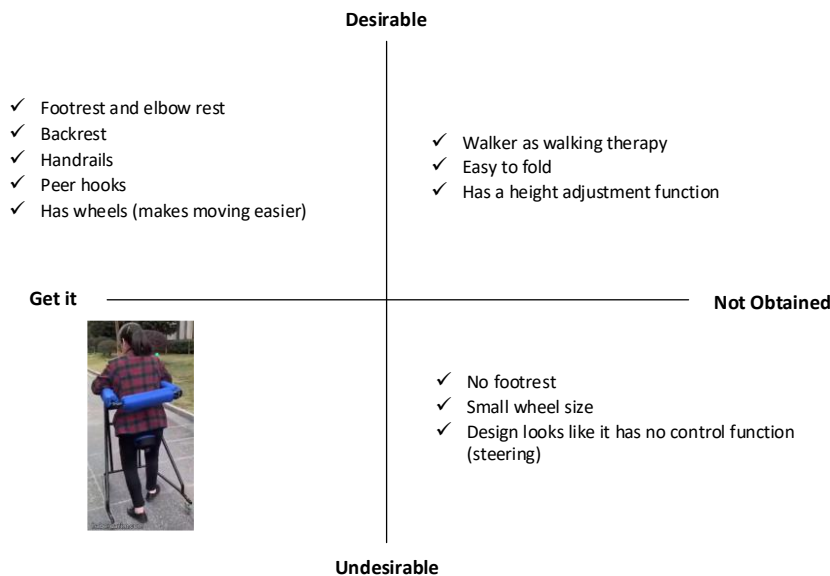 Desirable
Footrest and elbow rest
Backrest
Handrails
Peer hooks
Has wheels (makes moving easier)
Walker as walking therapy
Easy to fold
Has a height adjustment function
Get it
Not Obtained
No footrest
Small wheel size
Design looks like it has no control function
(steering)
Undesirable